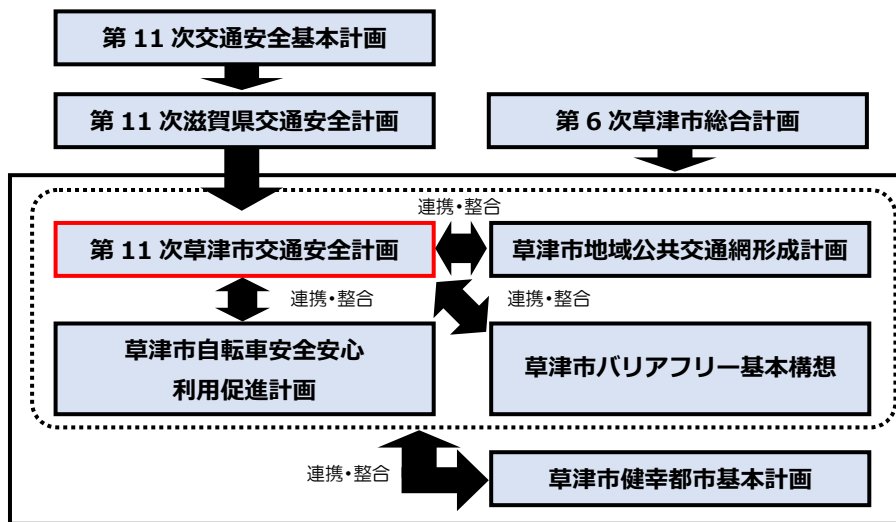 第 11 次交通安全基本計画
第 11 次滋賀県交通安全計画
第 6 次草津市総合計画
連携・整合
第 11 次草津市交通安全計画
草津市地域公共交通網形成計画
連携・整合
連携・整合
草津市自転車安全安心
利用促進計画
草津市バリアフリー基本構想
連携・整合
草津市健幸都市基本計画